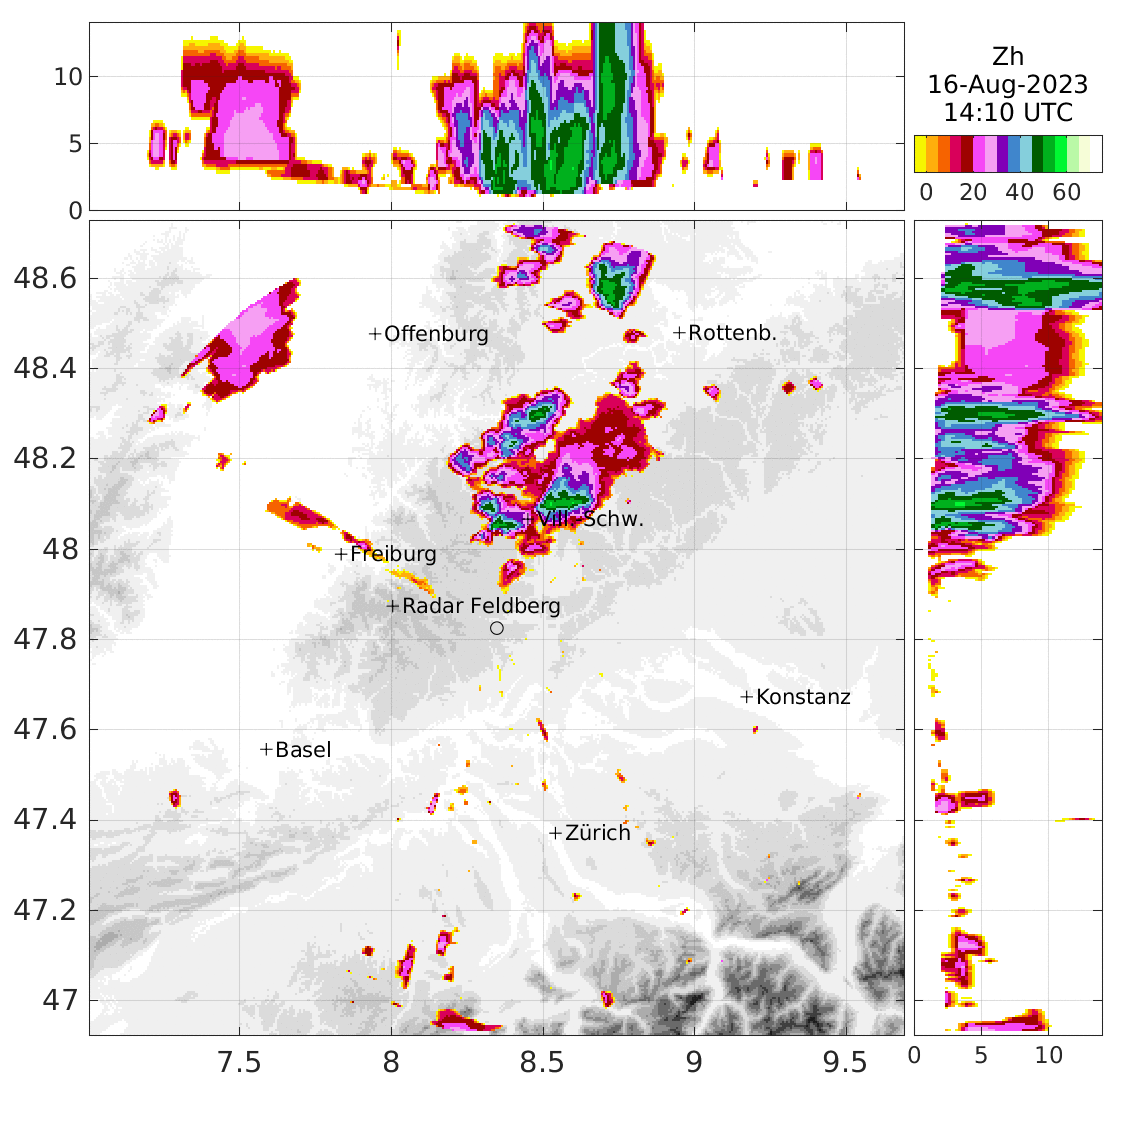 10
5
0
Zh
16-Aug-2023
14:10 UTC
0 20 40 60
48.6
48.4
48.2
48
47.8
47.6
47.4
47.2
47
+Offenburg
+Rottenb.
+Vill.-Schw.
+Freiburg
+Radar Feldberg
+Konstanz
+Basel
+Zürich
7.5 8 8.5 9 9.5
0 5 10